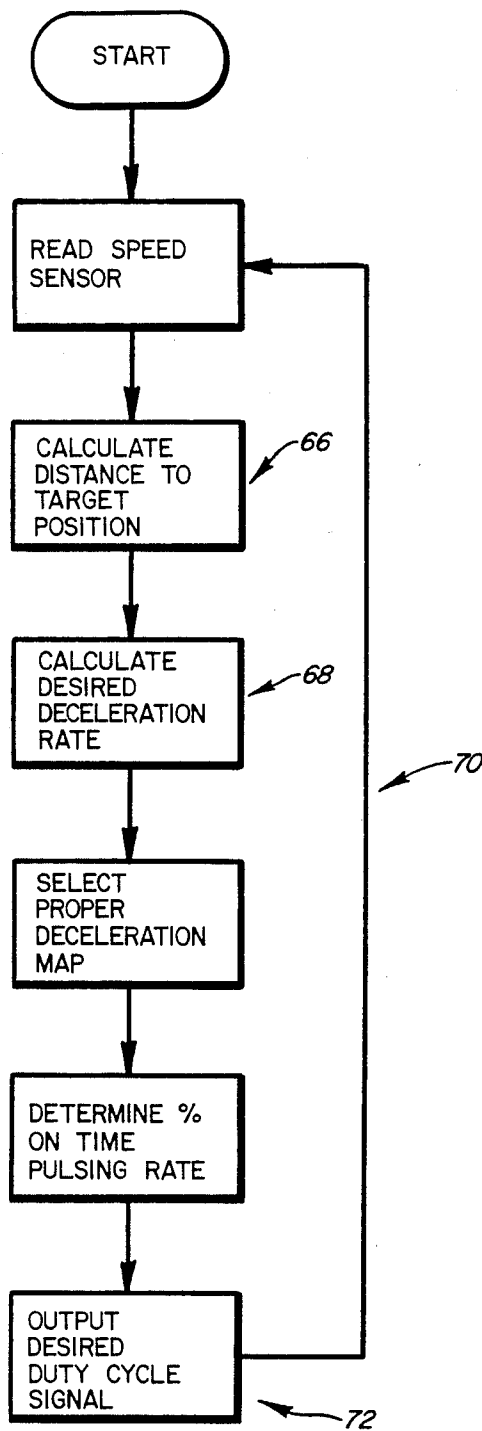 START
READ SPEED
SENSOR
CALCULATE
DISTANCE TO
TARGET
POSITION
66
CALCULATE
DESIRED
DECELERATION
RATE
68
70
SELECT
PROPER
DECELERATION
MAP
DETERMINE %
ON TIME
PULSING RATE
OUTPUT
DESIRED
DUTY CYCLE
SIGNAL
72